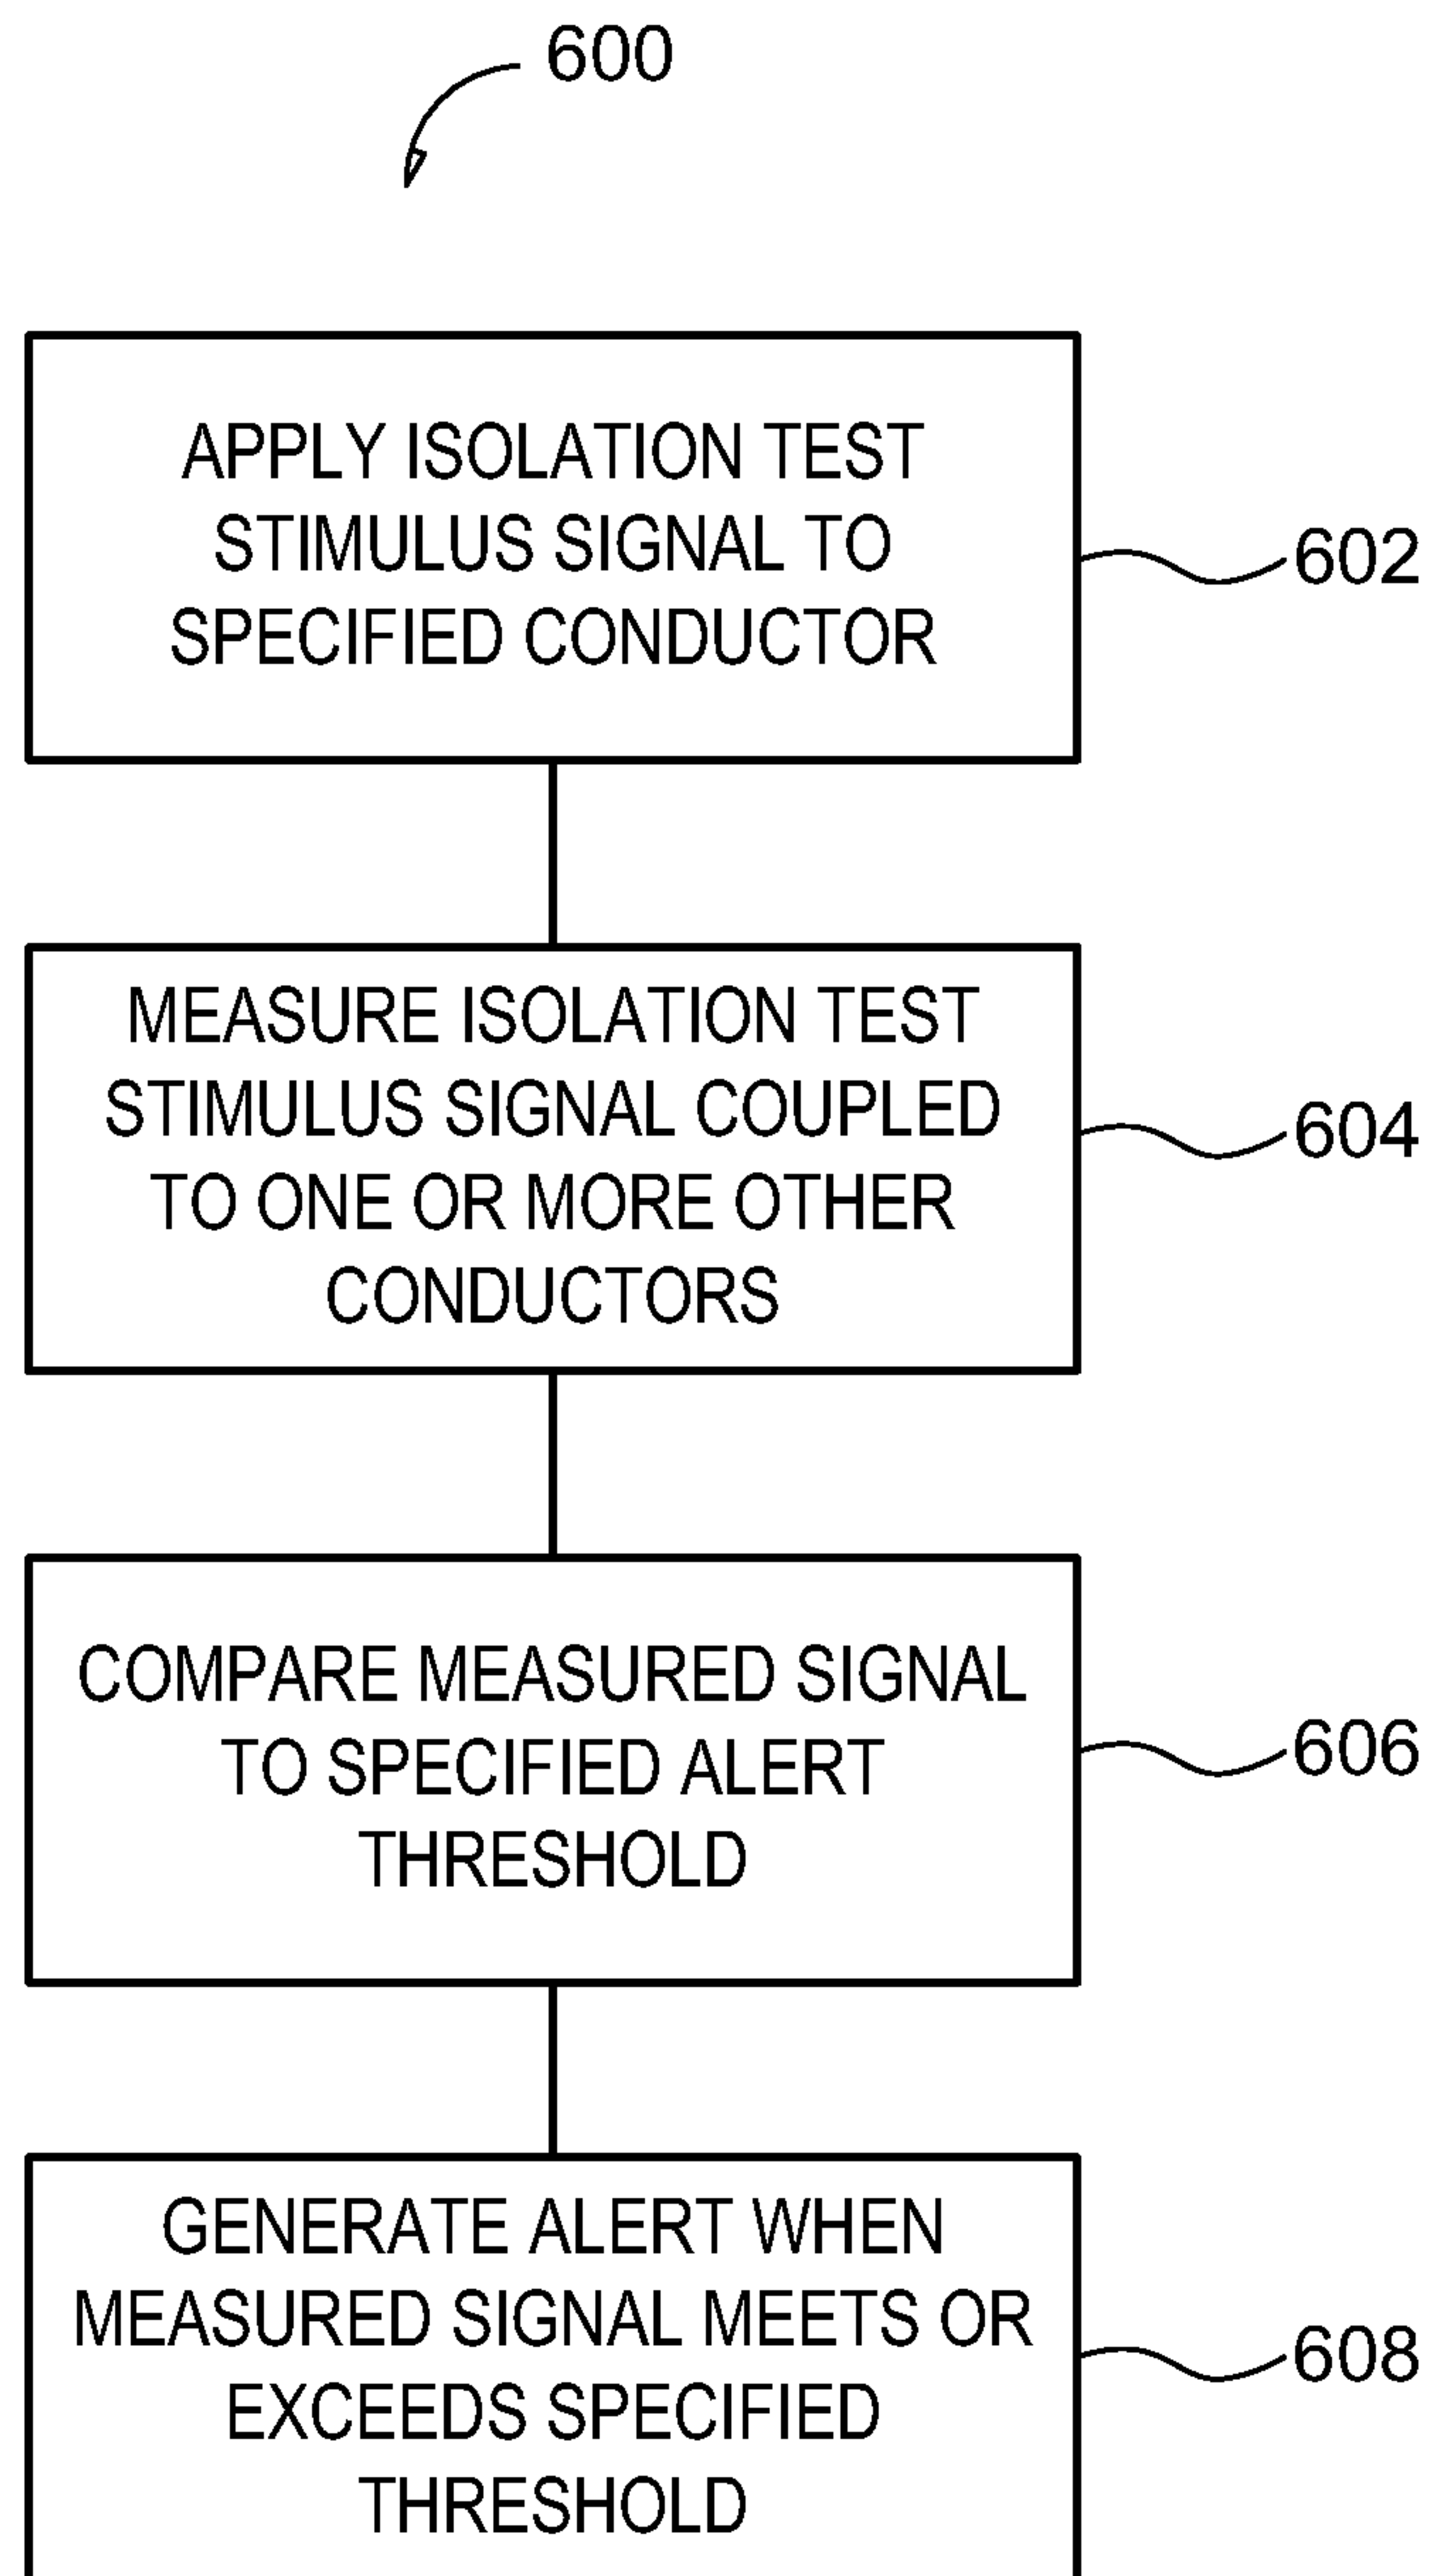 600
APPLY ISOLATION TEST
STIMULUS SIGNAL TO
SPECIFIED CONDUCTOR
602
MEASURE ISOLATION TEST
STIMULUS SIGNAL COUPLED
TO ONE OR MORE OTHER
CONDUCTORS
604
COMPARE MEASURED SIGNAL
TO SPECIFIED ALERT
THRESHOLD
606
GENERATE ALERT WHEN
MEASURED SIGNAL MEETS OR
EXCEEDS SPECIFIED
THRESHOLD
608